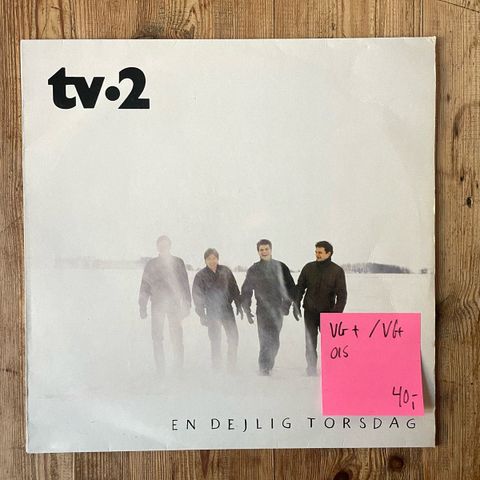 tv·2
VG+ /VG+
OIS
40,-
EN DEJLIG TORSDAG